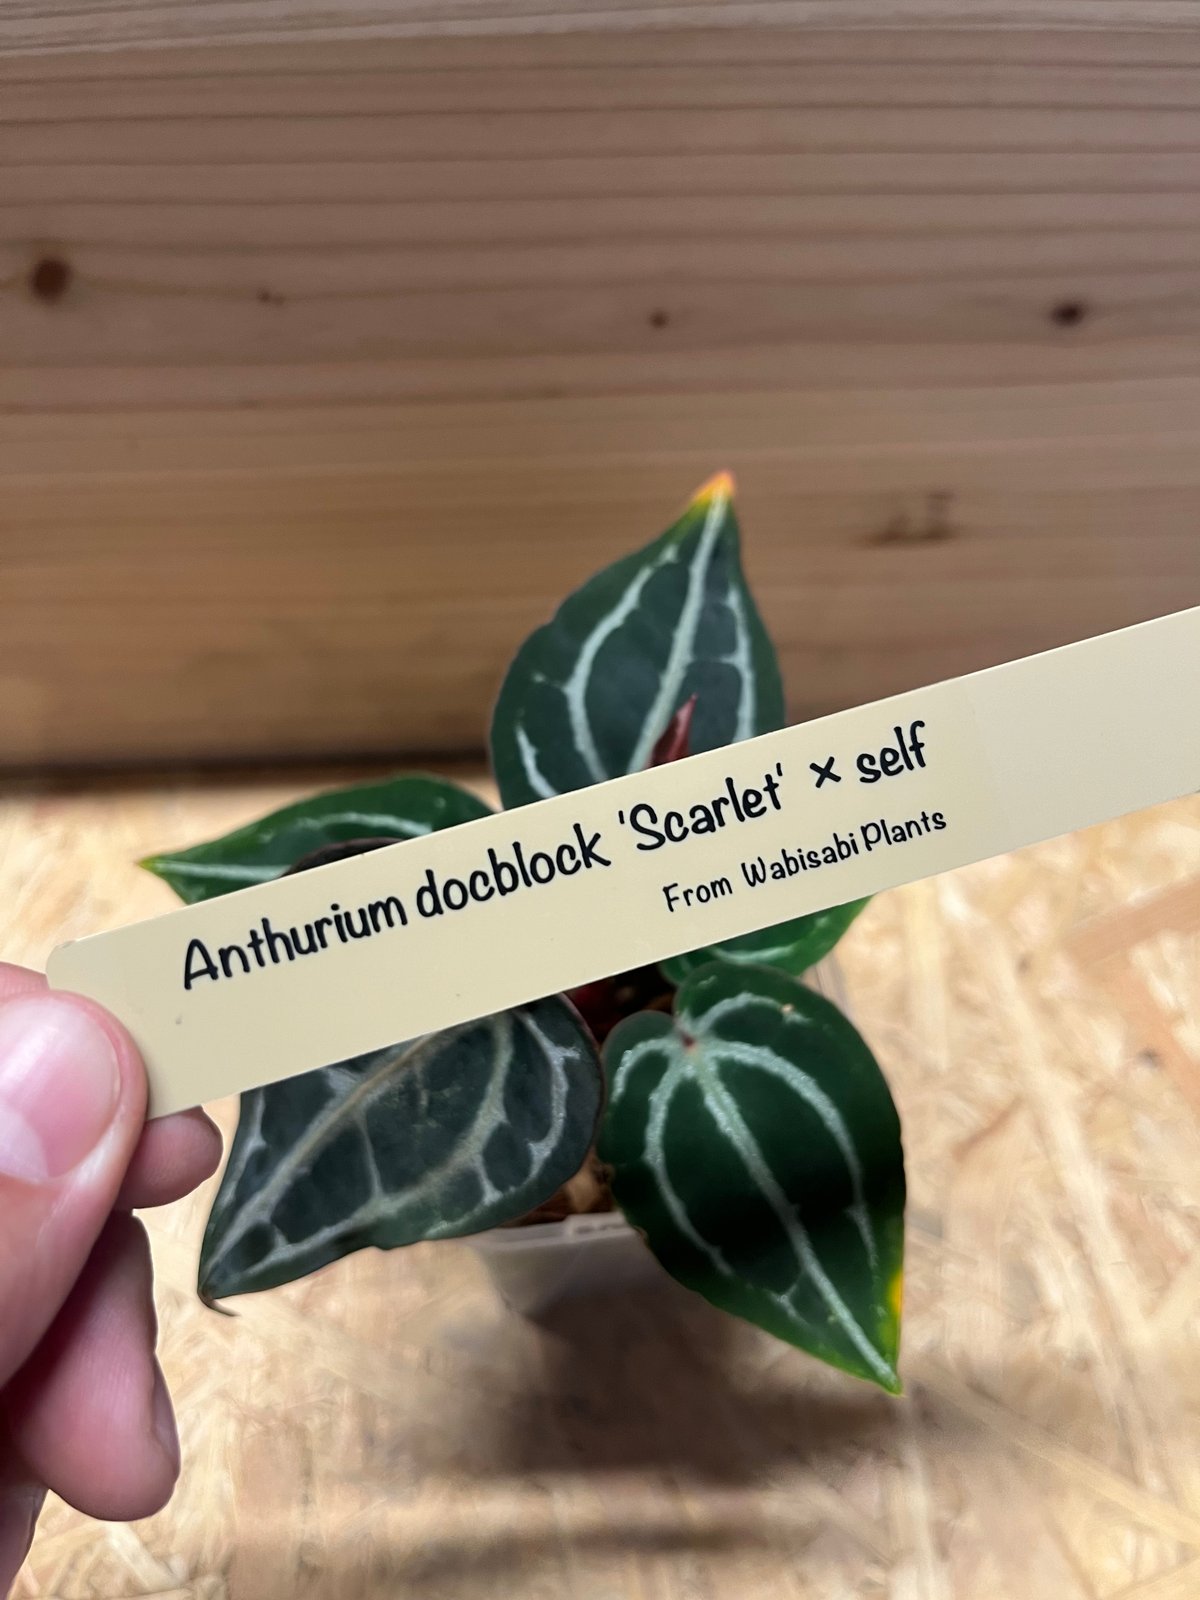 Anthurium docblock 'Scarlet' × self
From Wabisabi Plants